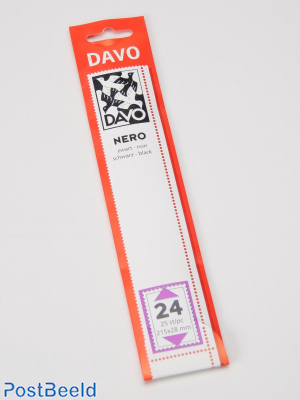 DAVO
DAVO
NERO
zwart - noir
schwarz - black
24
25 st/pc
215x28 mm
PostBeeld